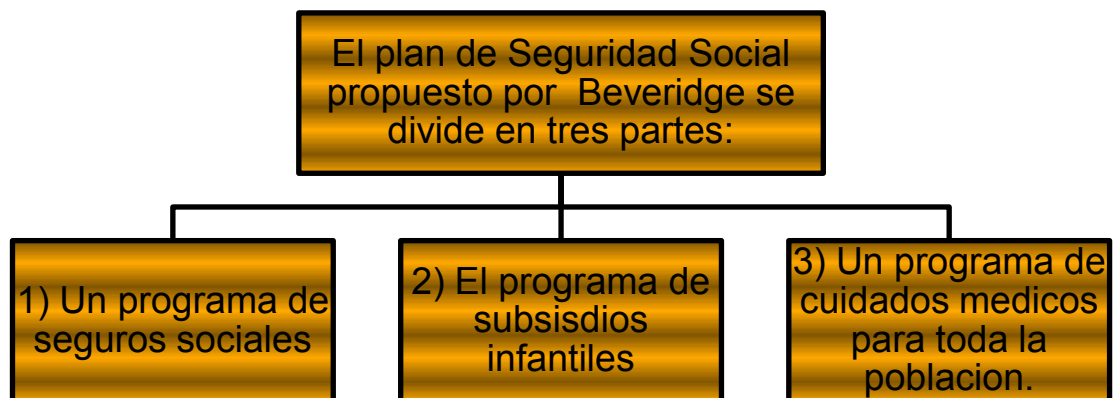 El plan de Seguridad Social
propuesto por Beveridge se
divide en tres partes:
1) Un programa de
seguros sociales
2) El programa de
subsisdios
infantiles
3) Un programa de
cuidados medicos
para toda la
poblacion.